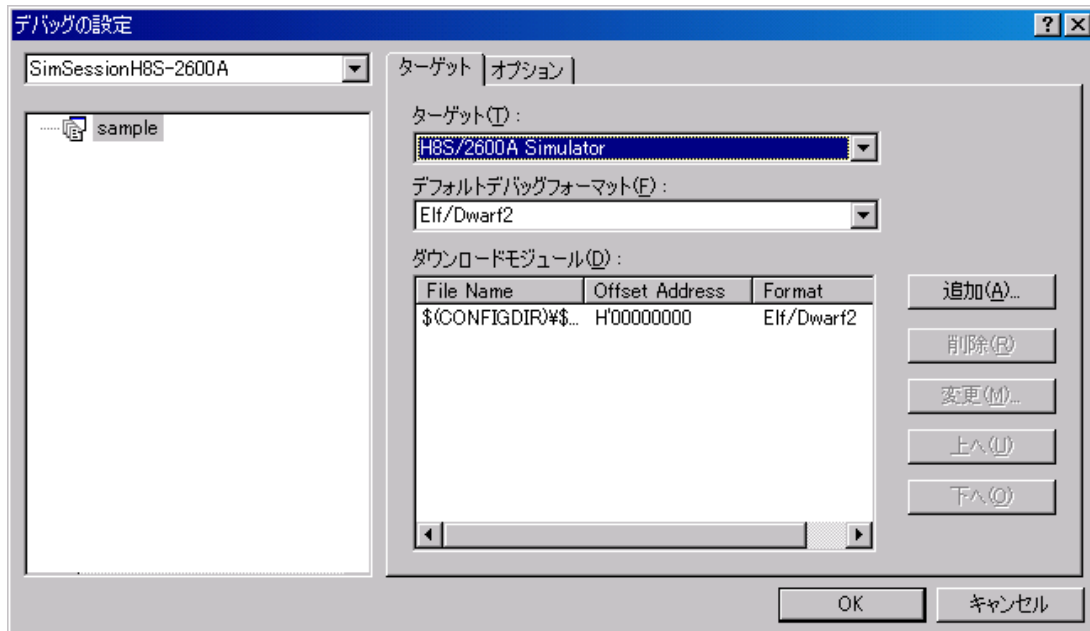 デバッグの設定
SimSessionH8S-2600A
sample
ターゲット オプション
ターゲット(T) :
H8S/2600A Simulator
デフォルトデバッグフォーマット(F) :
Elf/Dwarf2
ダウンロードモジュール(D) :
File Name Offset Address Format
$(CONFIGDIR)¥$... H'00000000 Elf/Dwarf2
追加(A)...
削除(R)
変更(M)...
上へ(U)
下へ(O)
OK キャンセル